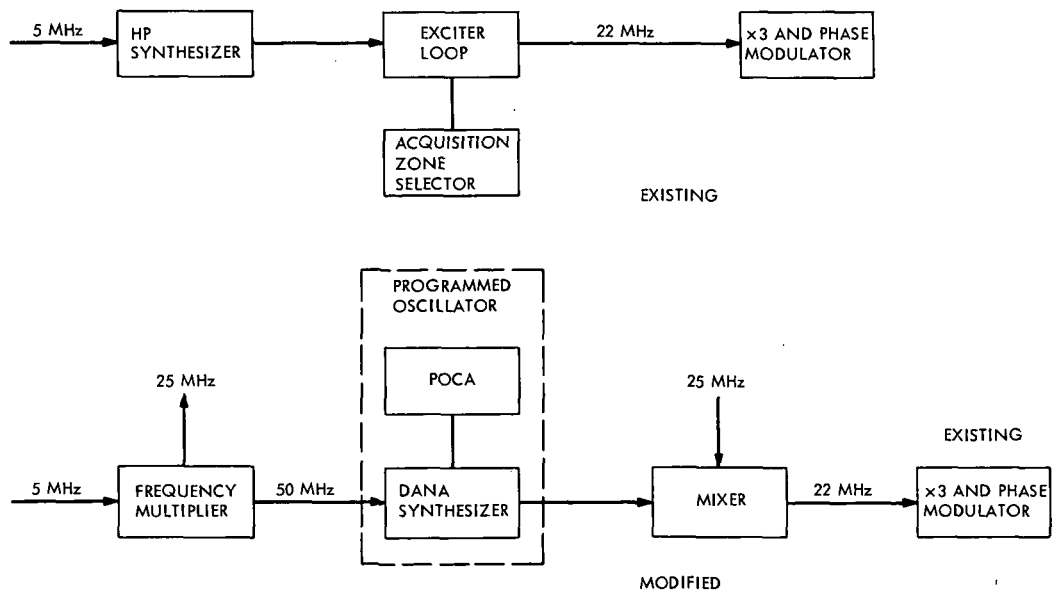 5 MHz
HP
SYNTHESIZER
EXCITER
LOOP
22 MHz
×3 AND PHASE
MODULATOR
ACQUISITION
ZONE
SELECTOR
EXISTING
PROGRAMMED
OSCILLATOR
POCA
25 MHz
25 MHz
EXISTING
5 MHz
FREQUENCY
MULTIPLIER
50 MHz
DANA
SYNTHESIZER
MIXER
22 MHz
×3 AND PHASE
MODULATOR
MODIFIED